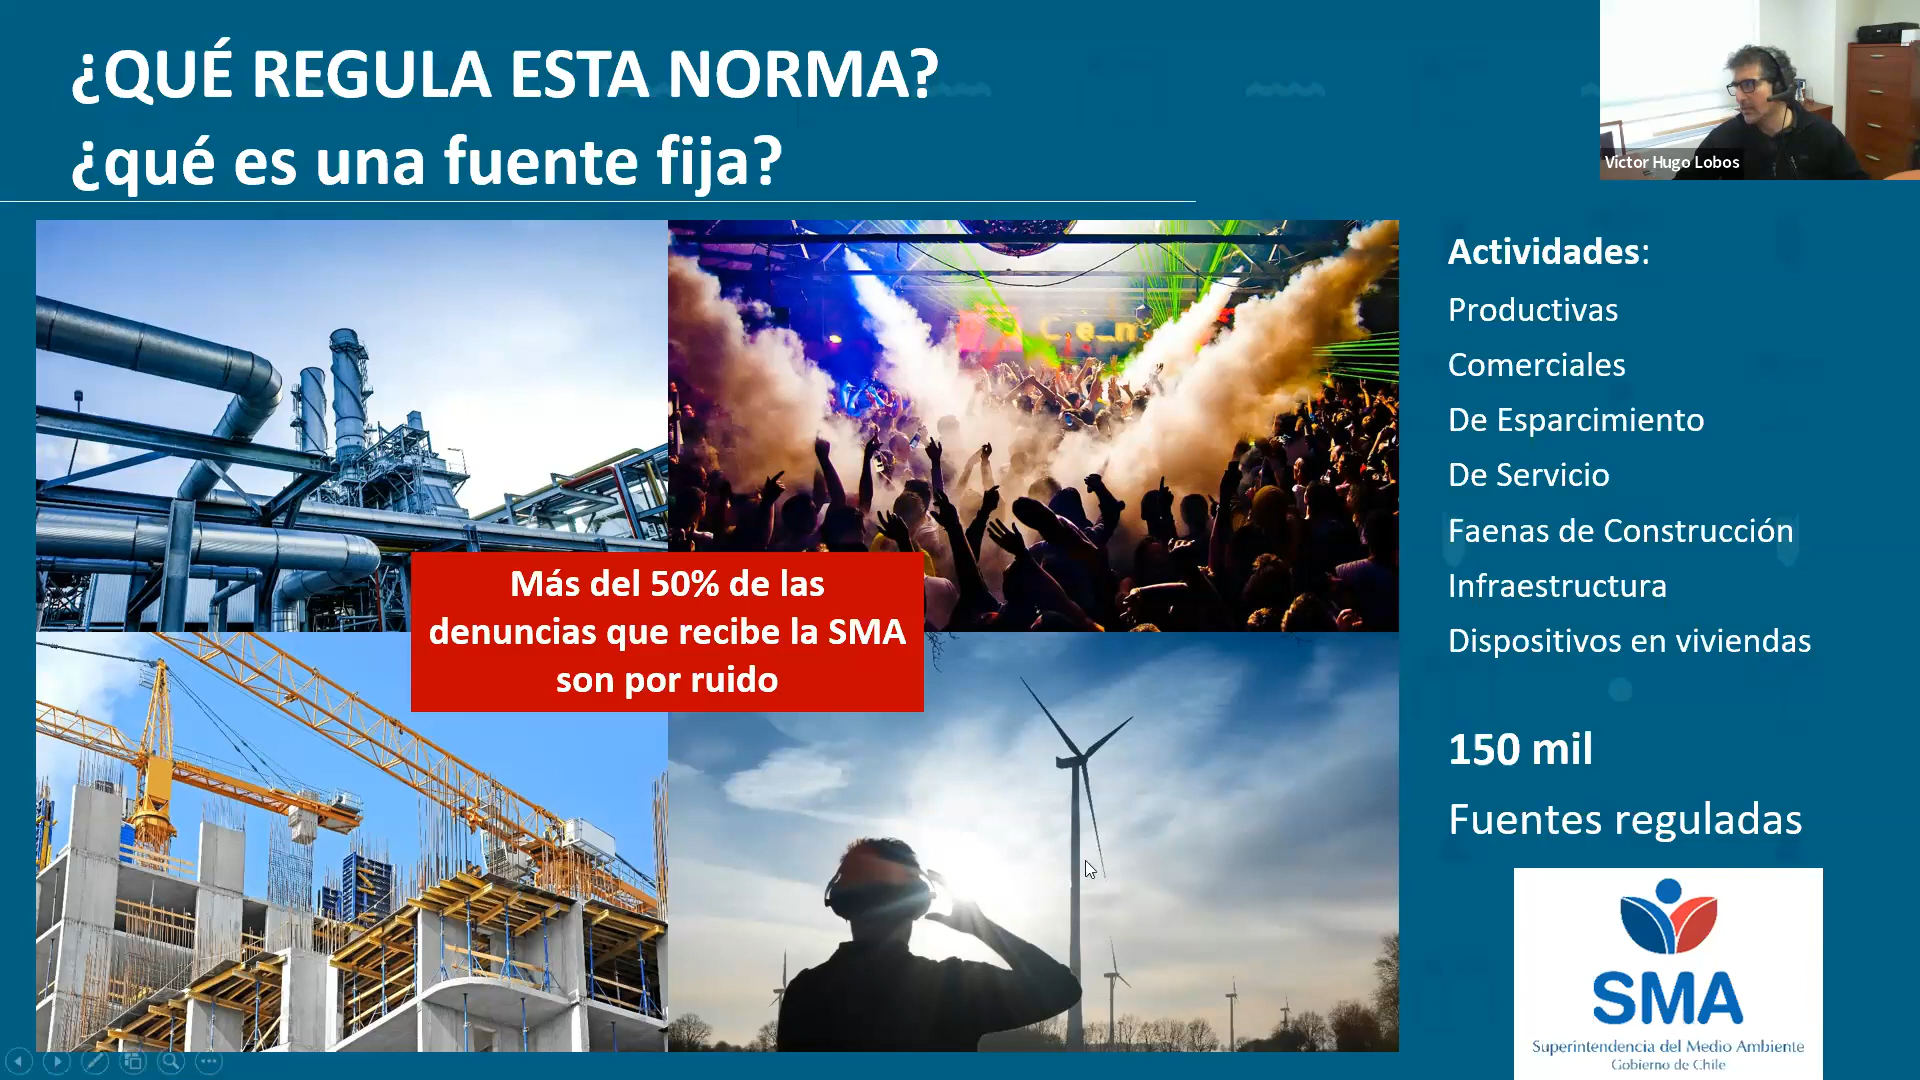 ¿QUÉ REGULA ESTA NORMA?
¿qué es una fuente fija?
Victor Hugo Lobos
Más del 50% de las
denuncias que recibe la SMA
son por ruido
Actividades:
Productivas
Comerciales
De Esparcimiento
De Servicio
Faenas de Construcción
Infraestructura
Dispositivos en viviendas
150 mil
Fuentes reguladas
SMA
Superintendencia del Medio Ambiente
Gobierno de Chile